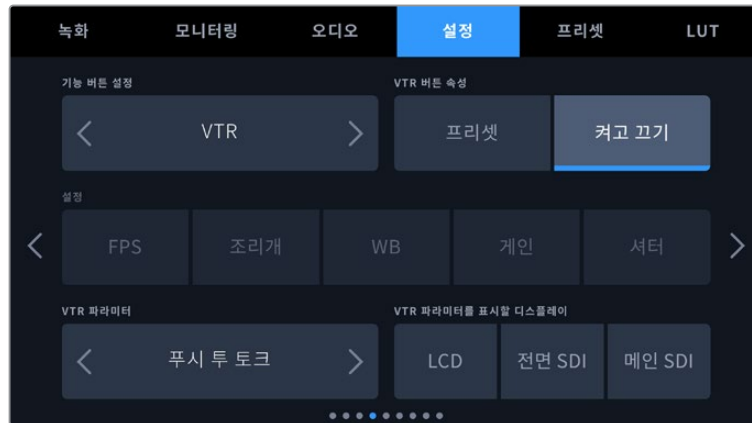 녹화 모니터링 오디오 설정 프리셋 LUT
기능 버튼 설정 VTR 버튼 속성
VTR 프리셋 켜고 끄기
설정
FPS 조리개 WB 게인 셔터
VTR 파라미터 VTR 파라미터를 표시할 디스플레이
푸시 투 토크 LCD 전면 SDI 메인 SDI